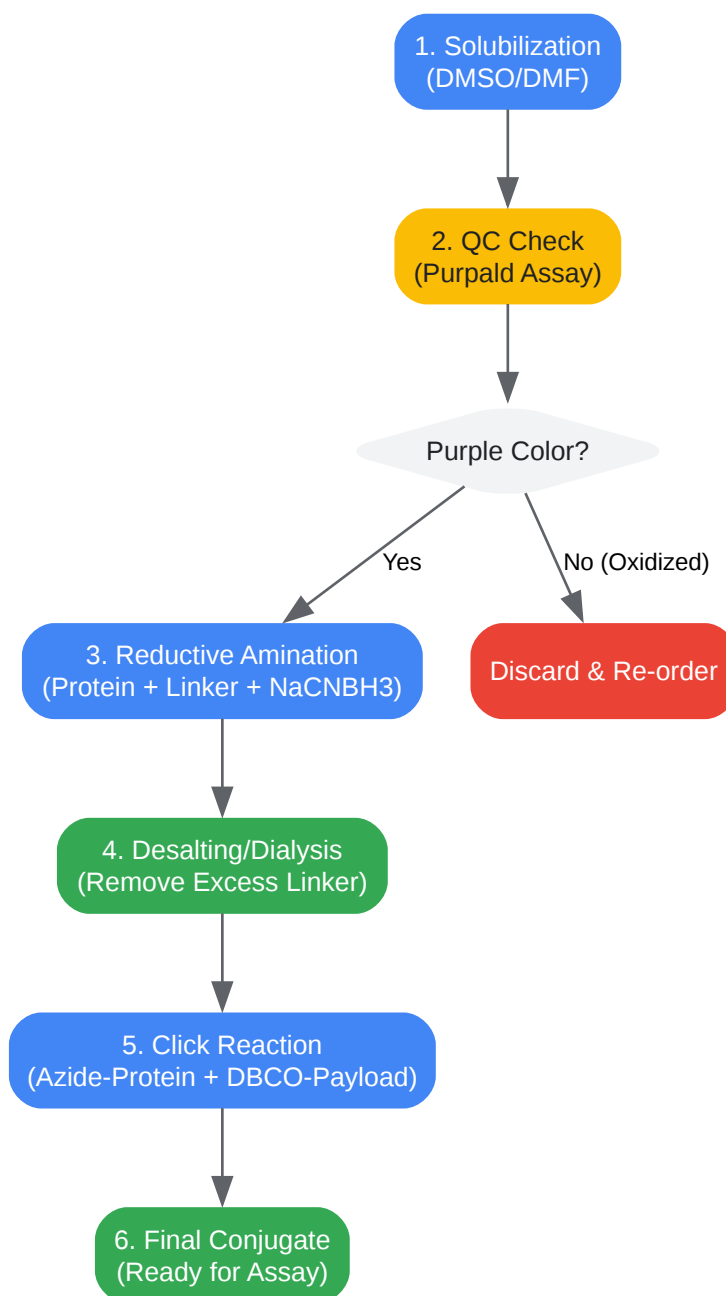 1. Solubilization
(DMSO/DMF)
2. QC Check
(Purpald Assay)
Purple Color?
Yes
No (Oxidized)
3. Reductive Amination
(Protein + Linker + NaCNBH3)
Discard & Re-order
4. Desalting/Dialysis
(Remove Excess Linker)
5. Click Reaction
(Azide-Protein + DBCO-Payload)
6. Final Conjugate
(Ready for Assay)